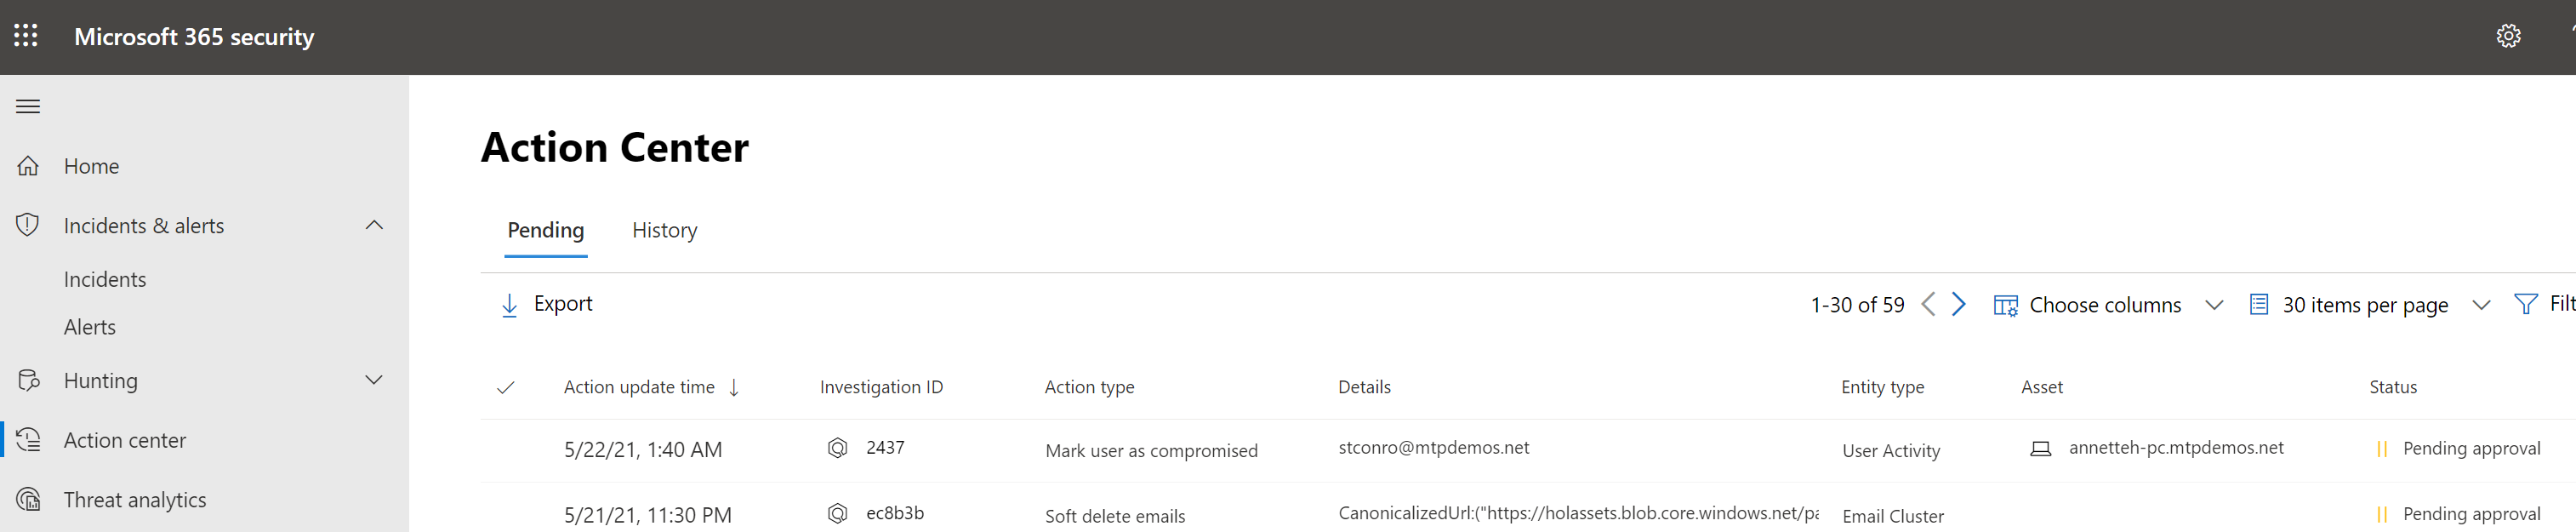 Microsoft 365 security
Home
Incidents & alerts
Incidents
Alerts
Hunting
Action center
Threat analytics
Action Center
Pending History
Export 1-30 of 59 Choose columns 30 items per page Filt
Action update time Investigation ID Action type Details Entity type Asset Status
5/22/21, 1:40 AM 2437 Mark user as compromised stconro@mtpdemos.net User Activity annetteh-pc.mtpdemos.net Pending approval
5/21/21, 11:30 PM ec8b3b Soft delete emails CanonicalizedUrl:("https://holassets.blob.core.windows.net/pa Email Cluster Pending approval